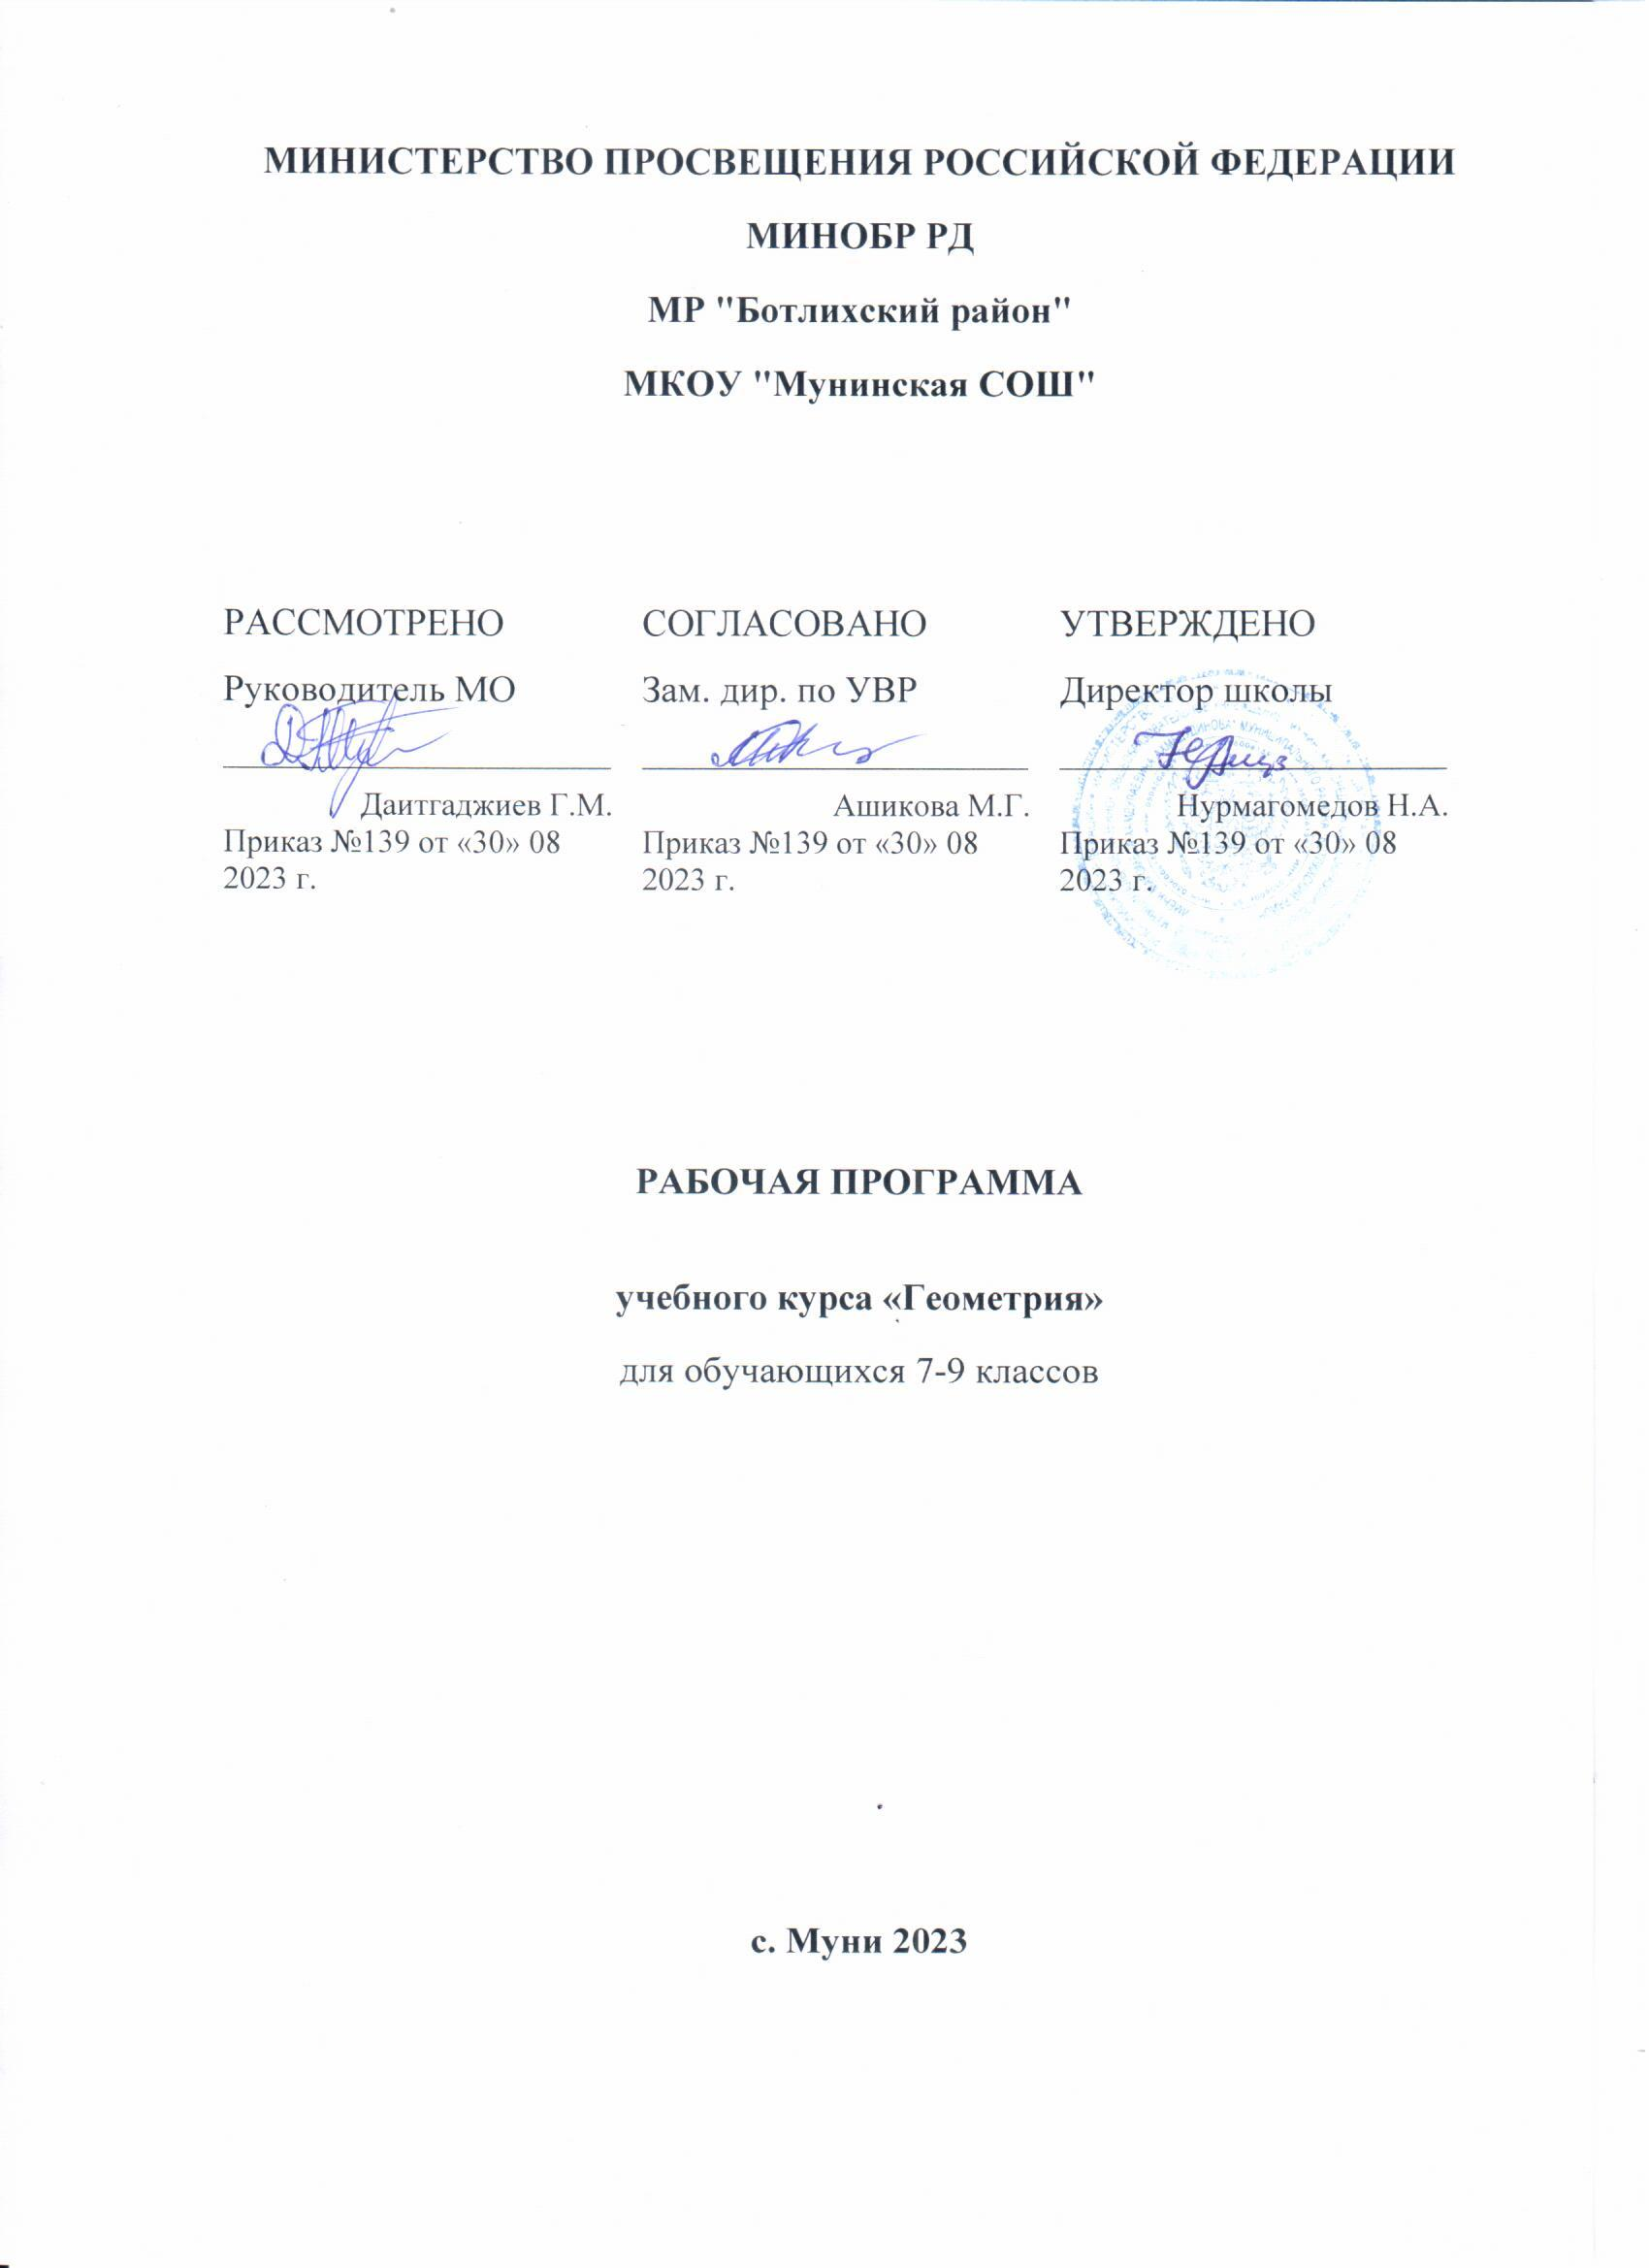 МИНИСТЕРСТВО ПРОСВЕЩЕНИЯ РОССИЙСКОЙ ФЕДЕРАЦИИ
МИНОБР РД
МР "Ботлихский район"
МКОУ "Мунинская СОШ"
РАССМОТРЕНО
Руководитель МО
Даитгаджиев Г.М.
Приказ №139 от «30» 08
2023 г.
СОГЛАСОВАНО
Зам. дир. по УВР
Ашикова М.Г.
Приказ №139 от «30» 08
2023 г.
УТВЕРЖДЕНО
Директор школы
Нурмагомедов Н.А.
Приказ №139 от «30» 08
2023 г.
РАБОЧАЯ ПРОГРАММА
учебного курса «Геометрия»
для обучающихся 7-9 классов
с. Муни 2023